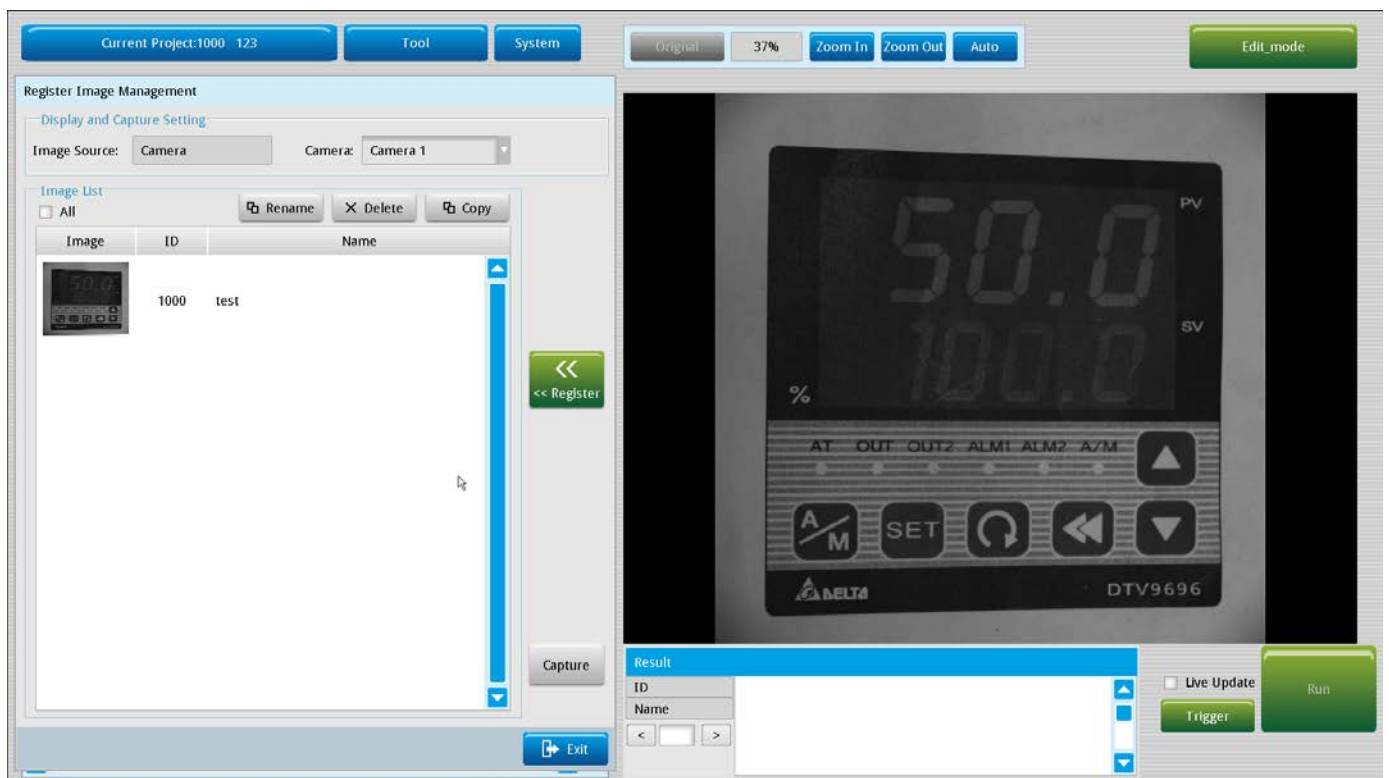 Current Project:1000 123
Tool
System
Orignal
37%
Zoom In
Zoom Out
Auto
Edit_mode
Register Image Management
Display and Capture Setting
Image Source:
Camera
Camera:
Camera 1
Image List
All
Rename
Delete
Copy
Image
ID
Name
1000
test
<< Register
Capture
Exit
50.0
PV
100.0
SV
%
AT OUT OUT2 ALM1 ALM2 A/M
A/M
SET
DELTA
DTV9696
Result
ID
Name
<
>
Live Update
Trigger
Run